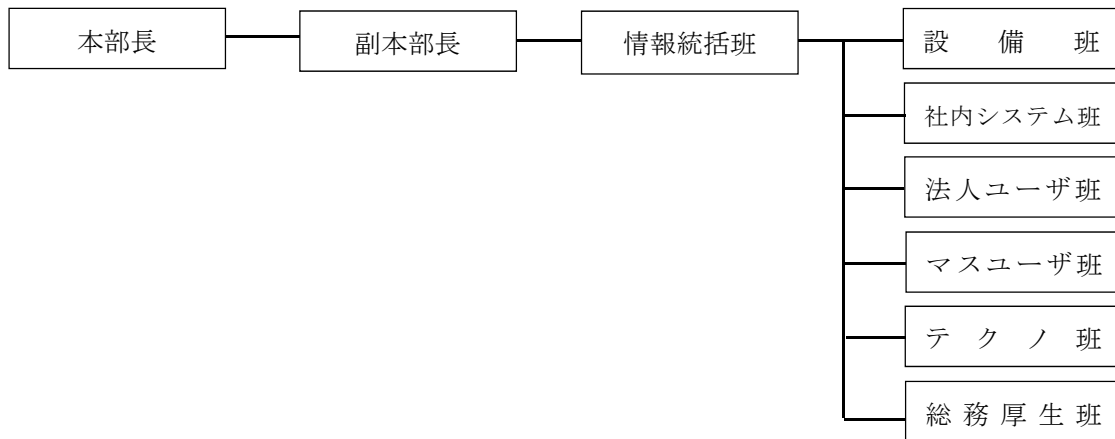 本部長
副本部長
情報統括班
設備班
社内システム班
法人ユーザ班
マスユーザ班
テクノ班
総務厚生班